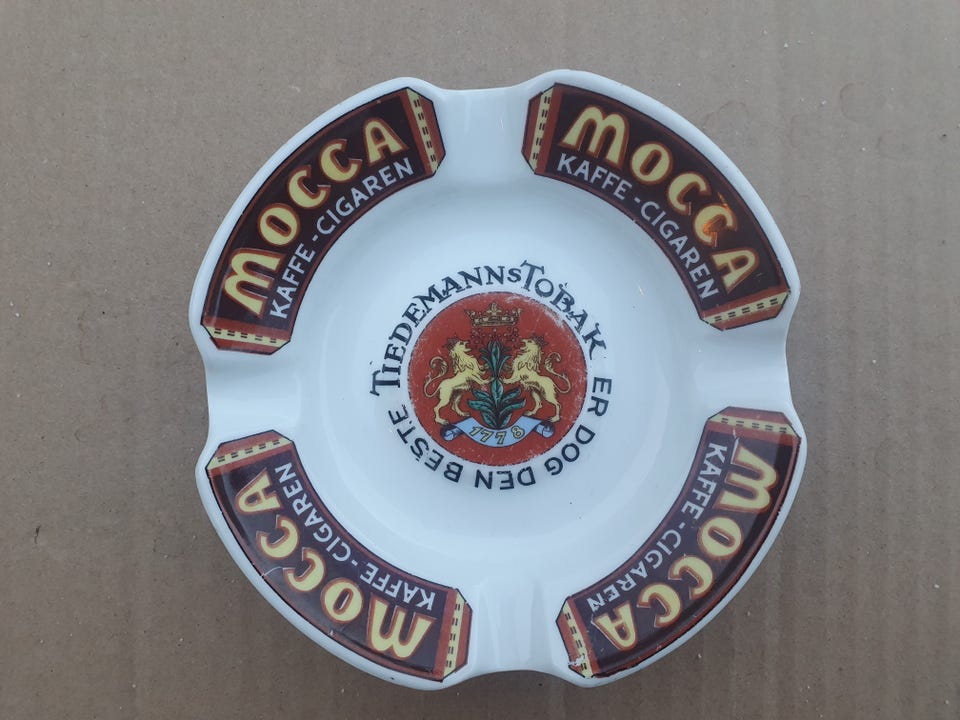 MOCCA
KAFFE-CIGAREN
MOCCA
KAFFE-CIGAREN
TIEDEMANNS TOBAK ER DOG DEN BESTE
1778
MOCCA
KAFFE-CIGAREN
MOCCA
KAFFE-CIGAREN